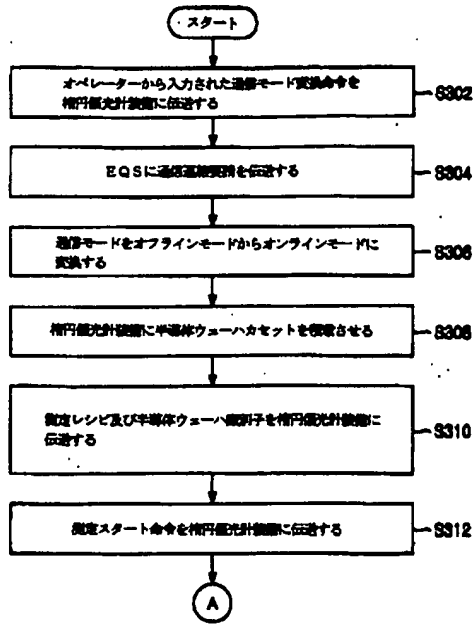 スタート
オペレーターから入力された通信モード変換命令を
楕円偏光計装備に伝送する
S302
EQSに通信連結要請を伝送する
S304
通信モードをオフラインモードからオンラインモードに
変換する
S306
楕円偏光計装備に半導体ウェーハカセットを積載させる
S308
測定レシピ及び半導体ウェーハ識別子を楕円偏光計装備に
伝送する
S310
測定スタート命令を楕円偏光計装備に伝送する
S312
A